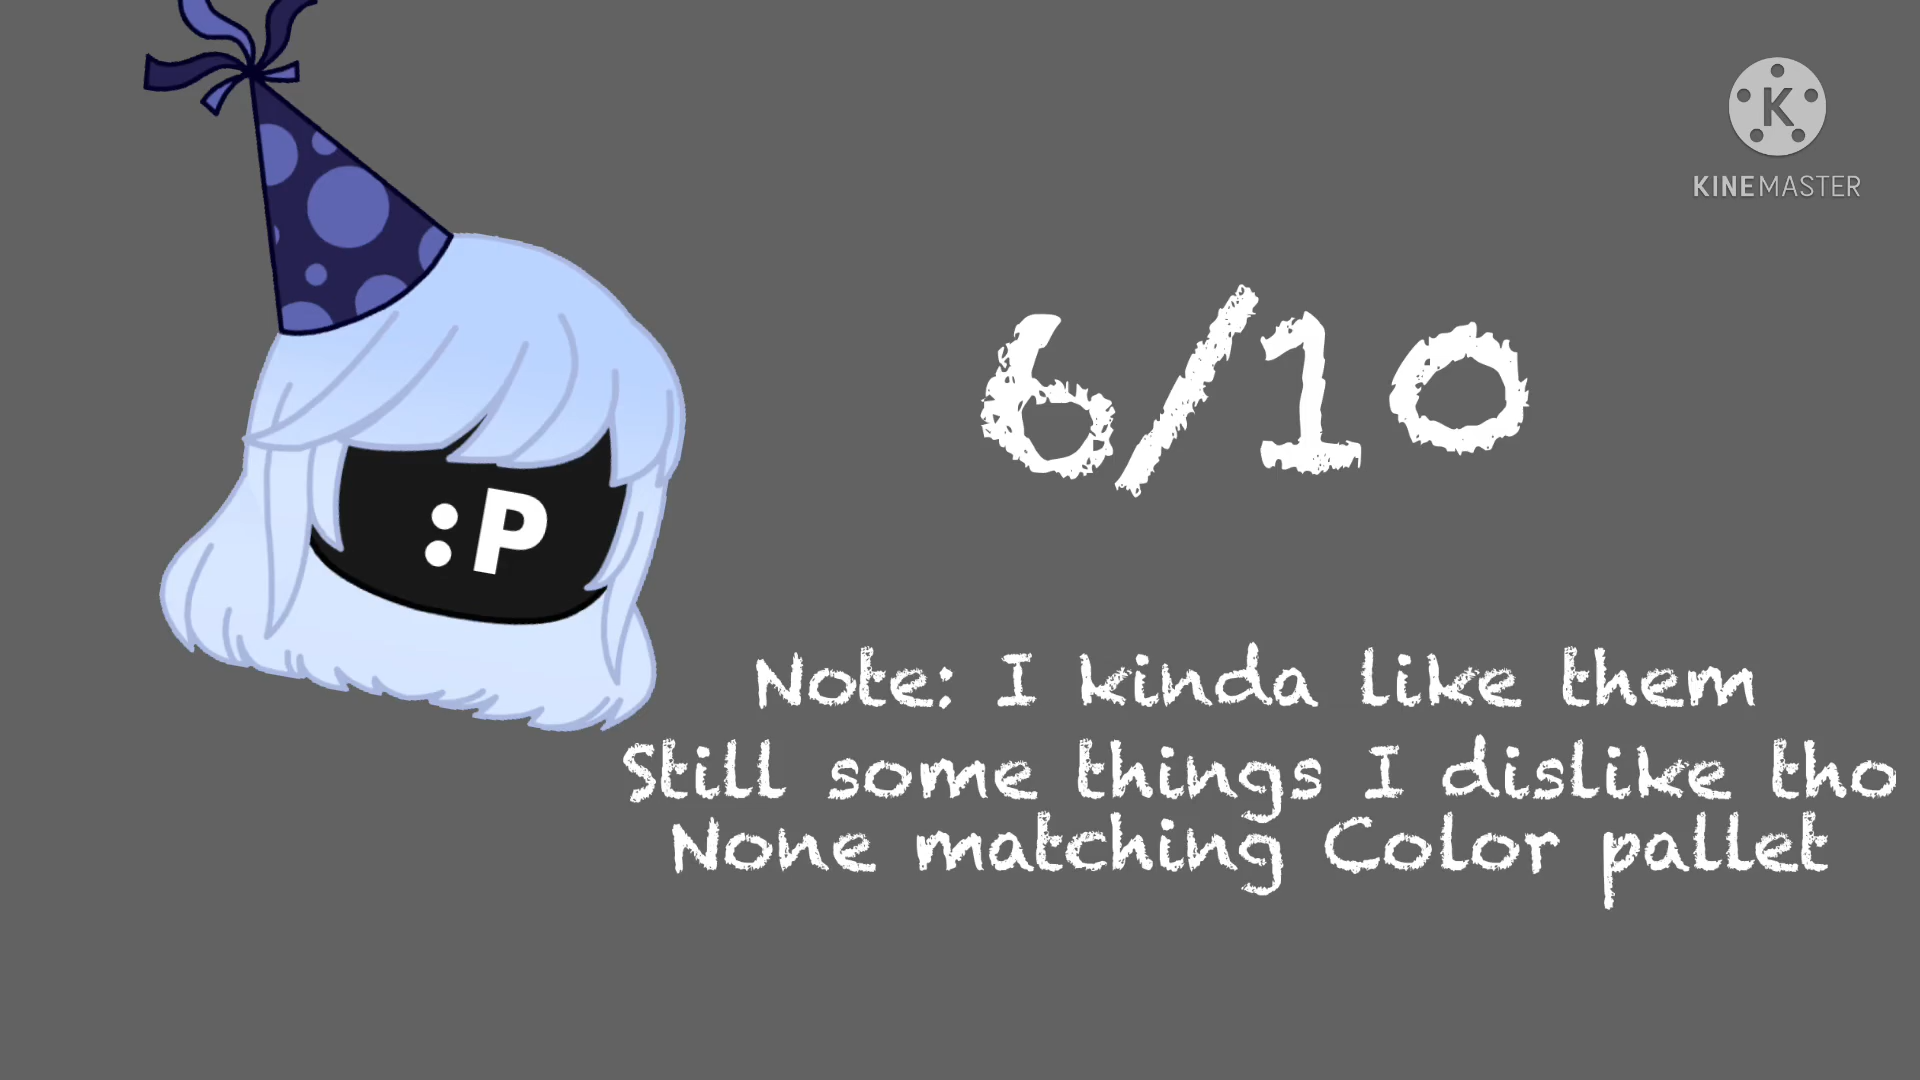 K
KINEMASTER
6/10
:P
Note: I kinda like them
Still some things I dislike tho
None matching Color pallet